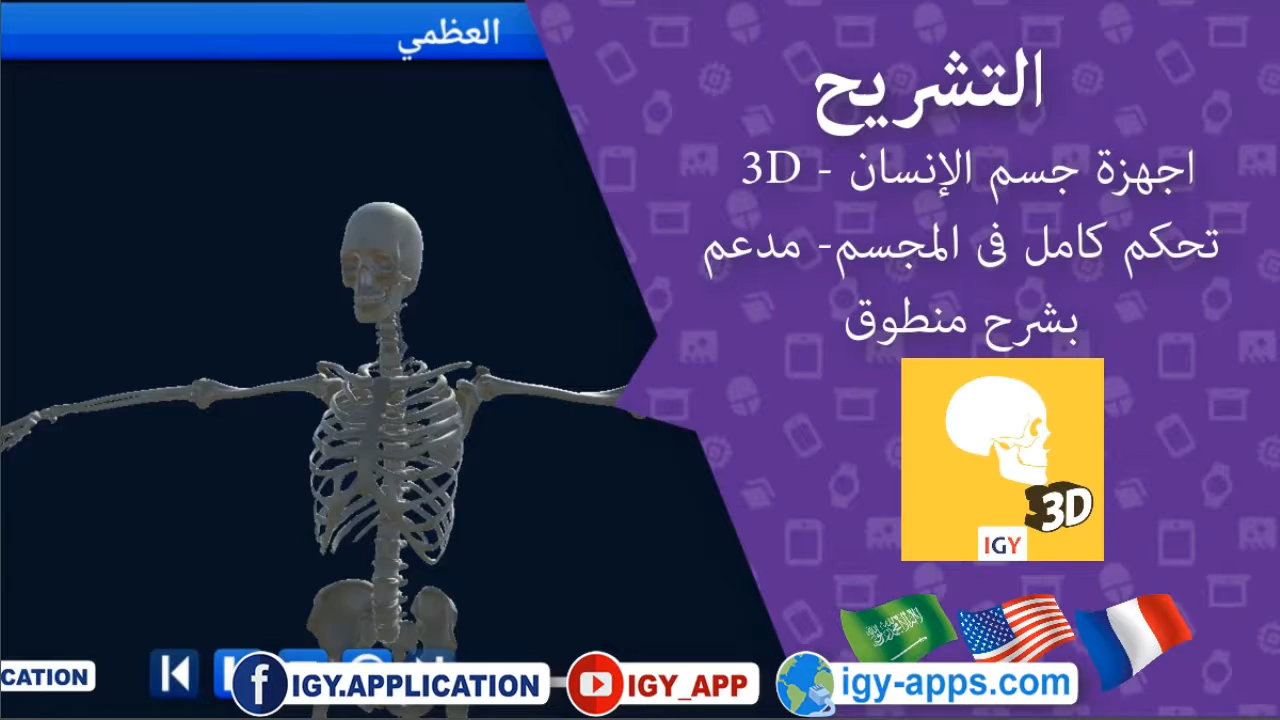 العظمي
التشريح
اجهزة جسم الإنسان - 3D
تحكم كامل فى المجسم- مدعم
بشرح منطوق
3D
IGY
CATION
IGY.APPLICATION
IGY_APP
igy-apps.com